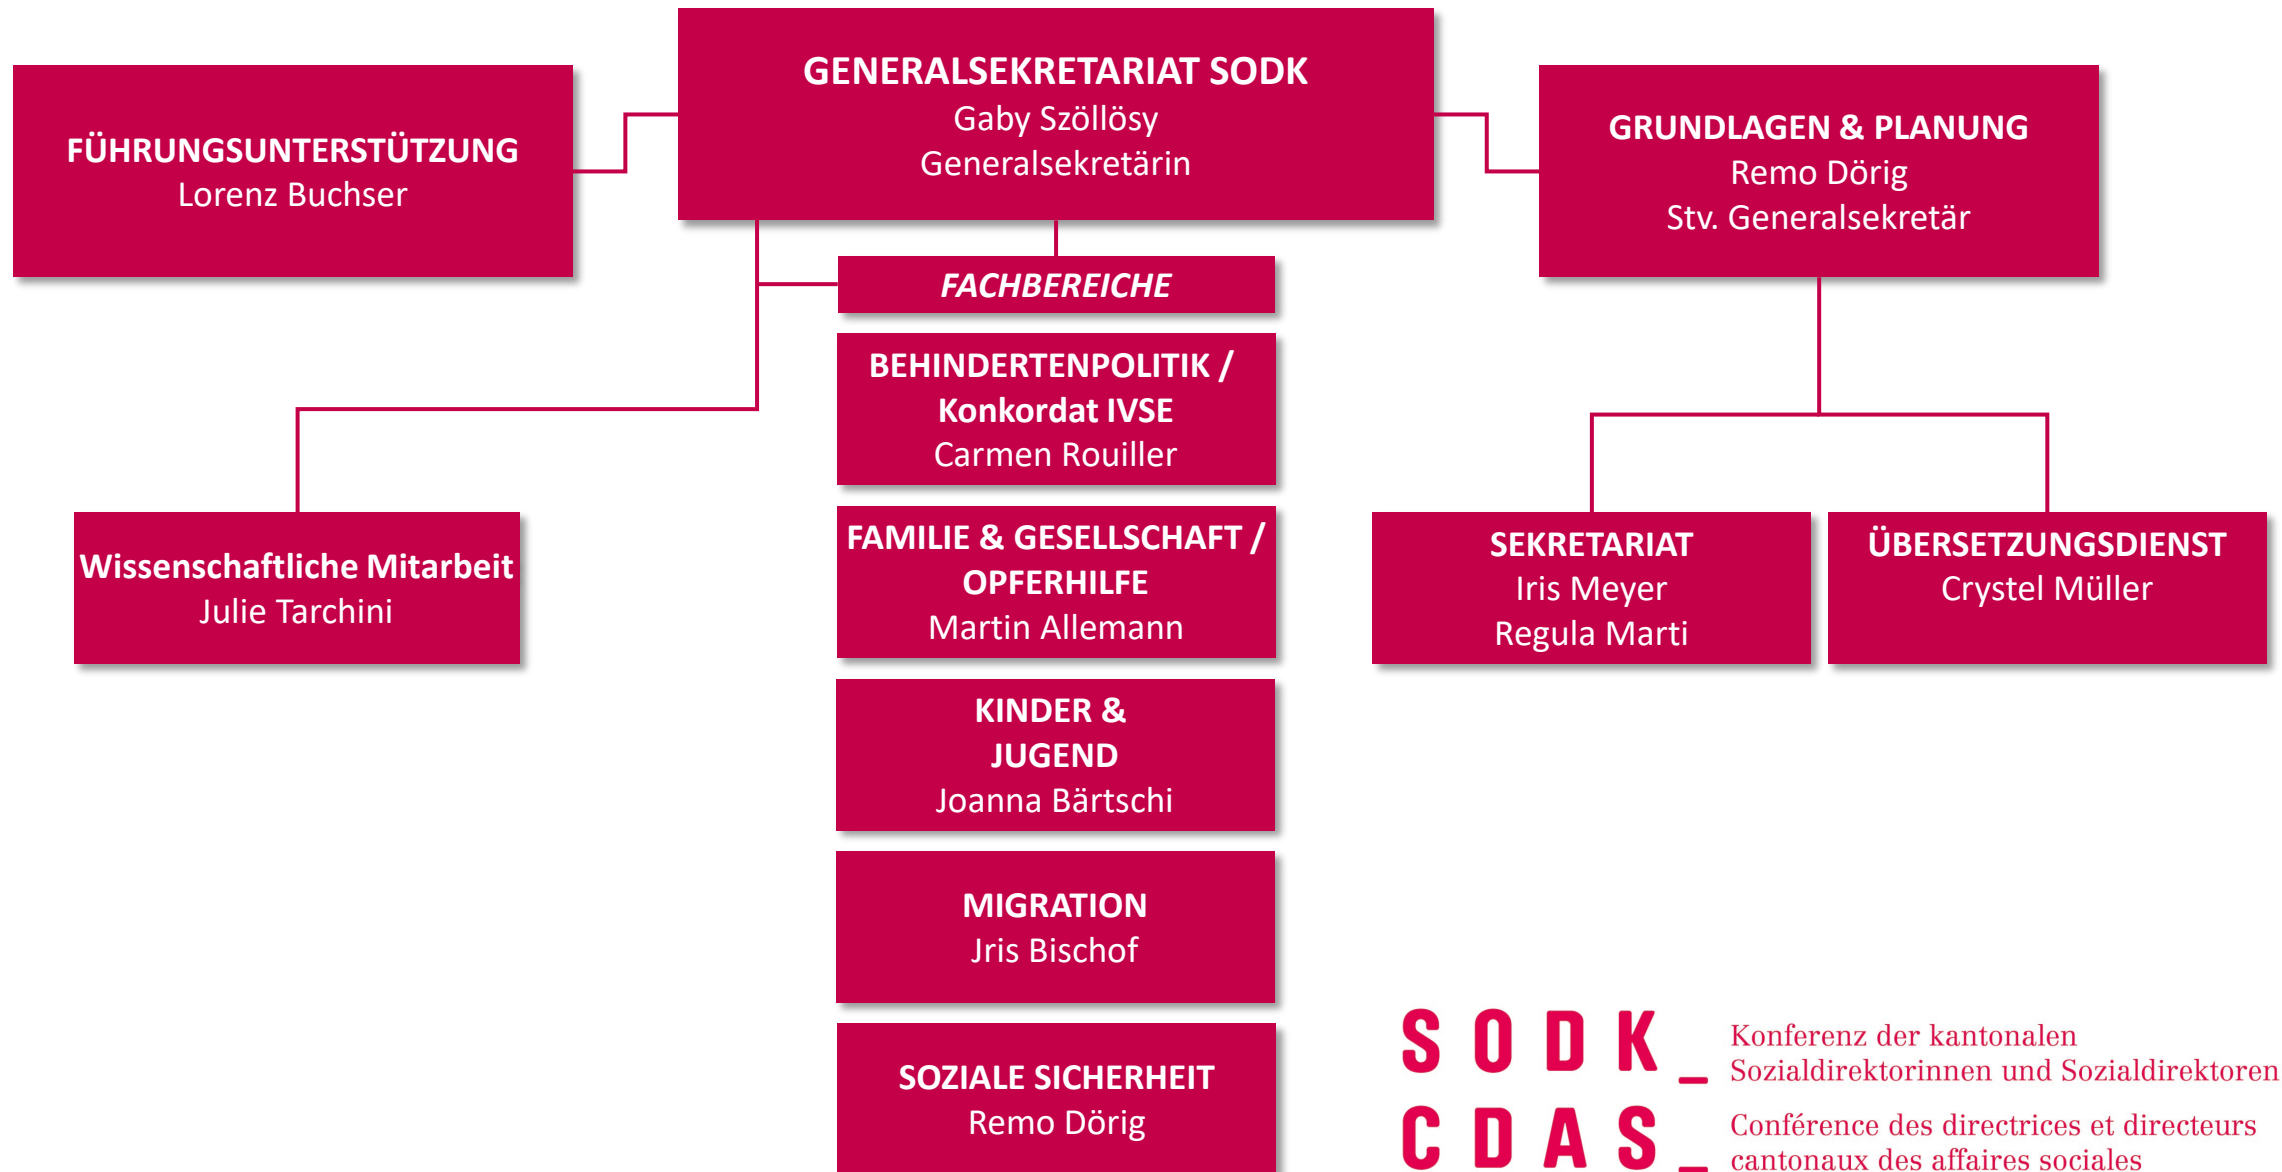 GENERALSEKRETARIAT SODK
Gaby Szöllösy
Generalsekretärin
FÜHRUNGSUNTERSTÜTZUNG
Lorenz Buchser
GRUNDLAGEN & PLANUNG
Remo Dörig
Stv. Generalsekretär
FACHBEREICHE
BEHINDERTENPOLITIK /
Konkordat IVSE
Carmen Rouiller
FAMILIE & GESELLSCHAFT /
OPFERHILFE
Martin Allemann
KINDER &
JUGEND
Joanna Bärtschi
MIGRATION
Jris Bischof
SOZIALE SICHERHEIT
Remo Dörig
Wissenschaftliche Mitarbeit
Julie Tarchini
SEKRETARIAT
Iris Meyer
Regula Marti
ÜBERSETZUNGSDIENST
Crystel Müller
SODK_
Konferenz der kantonalen
Sozialdirektorinnen und Sozialdirektoren
CDAS_
Conférence des directrices et directeurs
cantonaux des affaires sociales